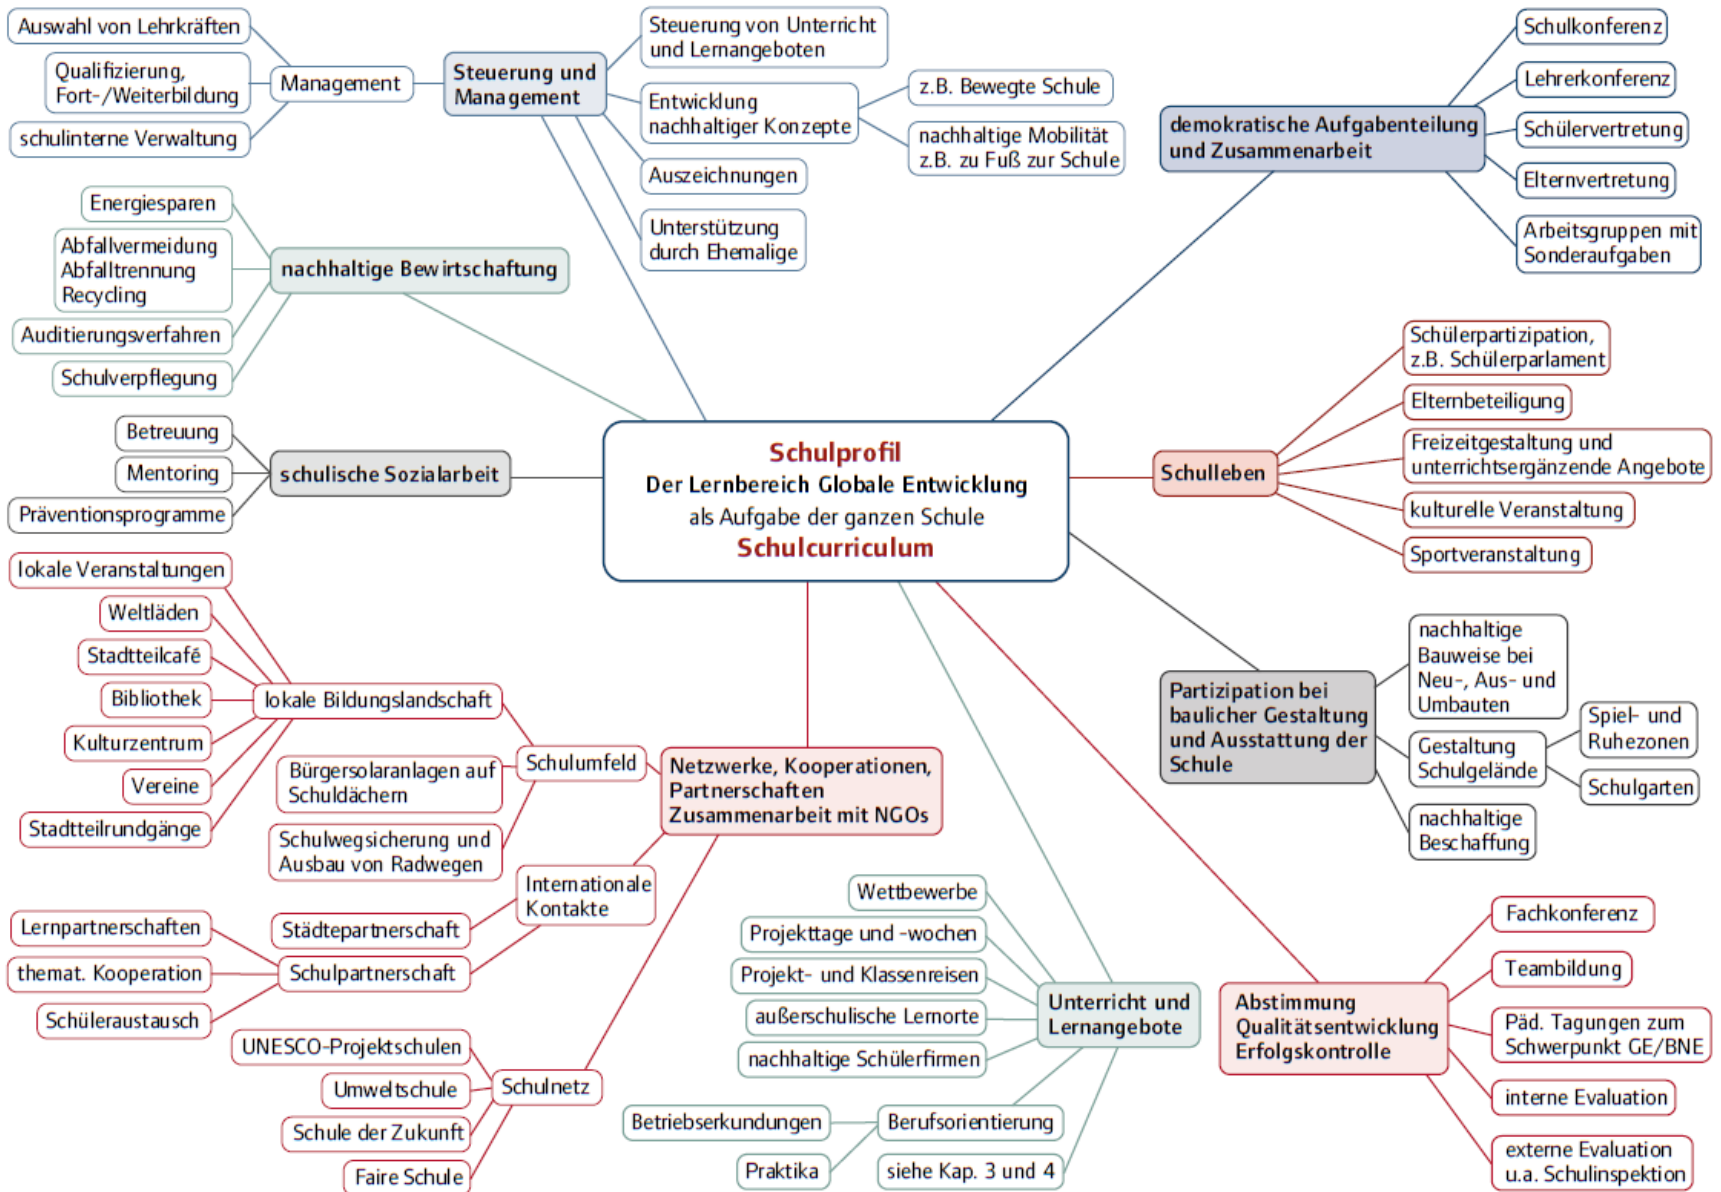 Auswahl von Lehrkräften
Qualifizierung,
Fort-/Weiterbildung
schulinterne Verwaltung
Management
Steuerung und
Management
Steuerung von Unterricht
und Lernangeboten
Entwicklung
nachhaltiger Konzepte
z.B. Bewegte Schule
nachhaltige Mobilität
z.B. zu Fuß zur Schule
Auszeichnungen
Unterstützung
durch Ehemalige
demokratische Aufgabenteilung
und Zusammenarbeit
Schulkonferenz
Lehrerkonferenz
Schülervertretung
Elternvertretung
Arbeitsgruppen mit
Sonderaufgaben
Energiesparen
Abfallvermeidung
Abfalltrennung
Recycling
Auditierungsverfahren
Schulverpflegung
nachhaltige Bewirtschaftung
Betreuung
Mentoring
Präventionsprogramme
schulische Sozialarbeit
Schulprofil
Der Lernbereich Globale Entwicklung
als Aufgabe der ganzen Schule
Schulcurriculum
Schulleben
Schülerpartizipation,
z.B. Schülerparlament
Elternbeteiligung
Freizeitgestaltung und
unterrichtsergänzende Angebote
kulturelle Veranstaltung
Sportveranstaltung
Partizipation bei
baulicher Gestaltung
und Ausstattung der
Schule
nachhaltige
Bauweise bei
Neu-, Aus- und
Umbauten
Gestaltung
Schulgelände
Spiel- und
Ruhezonen
Schulgarten
nachhaltige
Beschaffung
lokale Veranstaltungen
Weltläden
Stadtteilcafé
Bibliothek
Kulturzentrum
Vereine
Stadtteilrundgänge
lokale Bildungslandschaft
Bürgersolaranlagen auf
Schuldächern
Schulwegsicherung und
Ausbau von Radwegen
Schulumfeld
Netzwerke, Kooperationen,
Partnerschaften
Zusammenarbeit mit NGOs
Internationale
Kontakte
Städtepartnerschaft
Schulpartnerschaft
Lernpartnerschaften
themat. Kooperation
Schüleraustausch
UNESCO-Projektschulen
Umweltschule
Schule der Zukunft
Faire Schule
Schulnetz
Wettbewerbe
Projekttage und -wochen
Projekt- und Klassenreisen
außerschulische Lernorte
nachhaltige Schülerfirmen
Unterricht und
Lernangebote
Betriebserkundungen
Praktika
Berufsorientierung
siehe Kap. 3 und 4
Abstimmung
Qualitätsentwicklung
Erfolgskontrolle
Fachkonferenz
Teambildung
Päd. Tagungen zum
Schwerpunkt GE/BNE
interne Evaluation
externe Evaluation
u.a. Schulinspektion